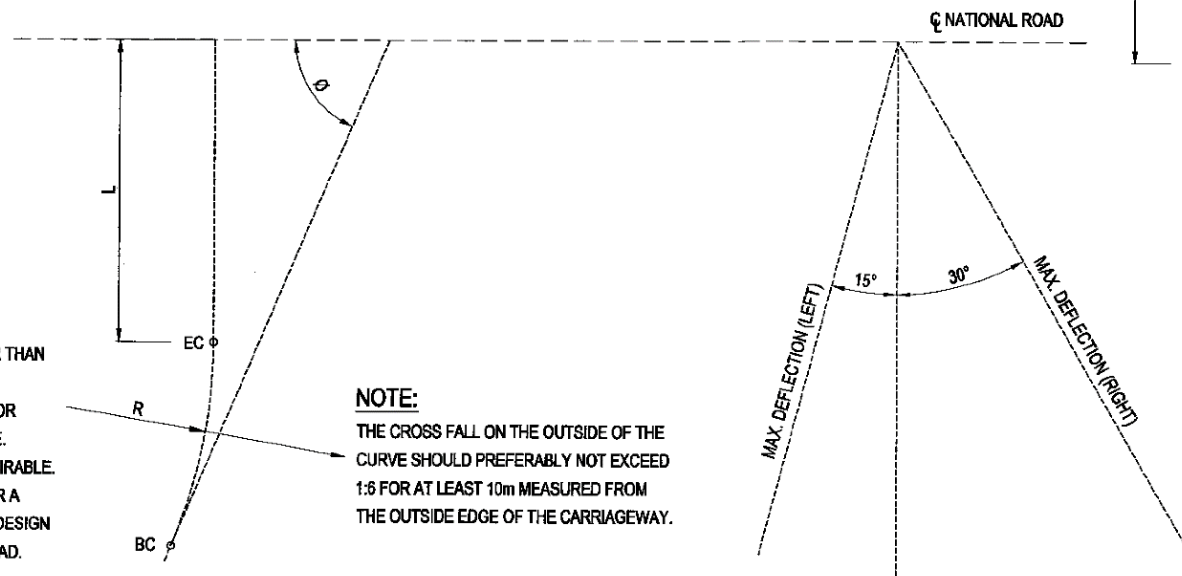 ℄ NATIONAL ROAD
Ø
L
15°
30°
MAX. DEFLECTION (LEFT)
MAX. DEFLECTION (RIGHT)
EC
THAN
OR
R
NOTE:
THE CROSS FALL ON THE OUTSIDE OF THE
CURVE SHOULD PREFERABLY NOT EXCEED
1:6 FOR AT LEAST 10m MEASURED FROM
THE OUTSIDE EDGE OF THE CARRIAGEWAY.
R A
DESIGN
BC